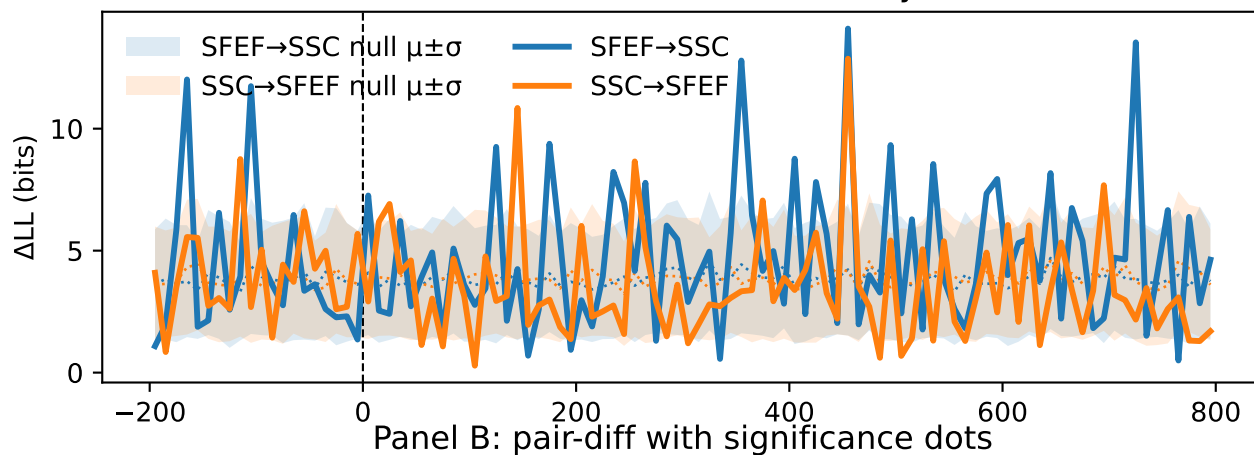 SFEF→SSC null μ±σ
SSC→SFEF null μ±σ
SFEF→SSC
SSC→SFEF
ΔLL (bits)
10
5
0
−200 0 200 400 600 800
Panel B: pair-diff with significance dots